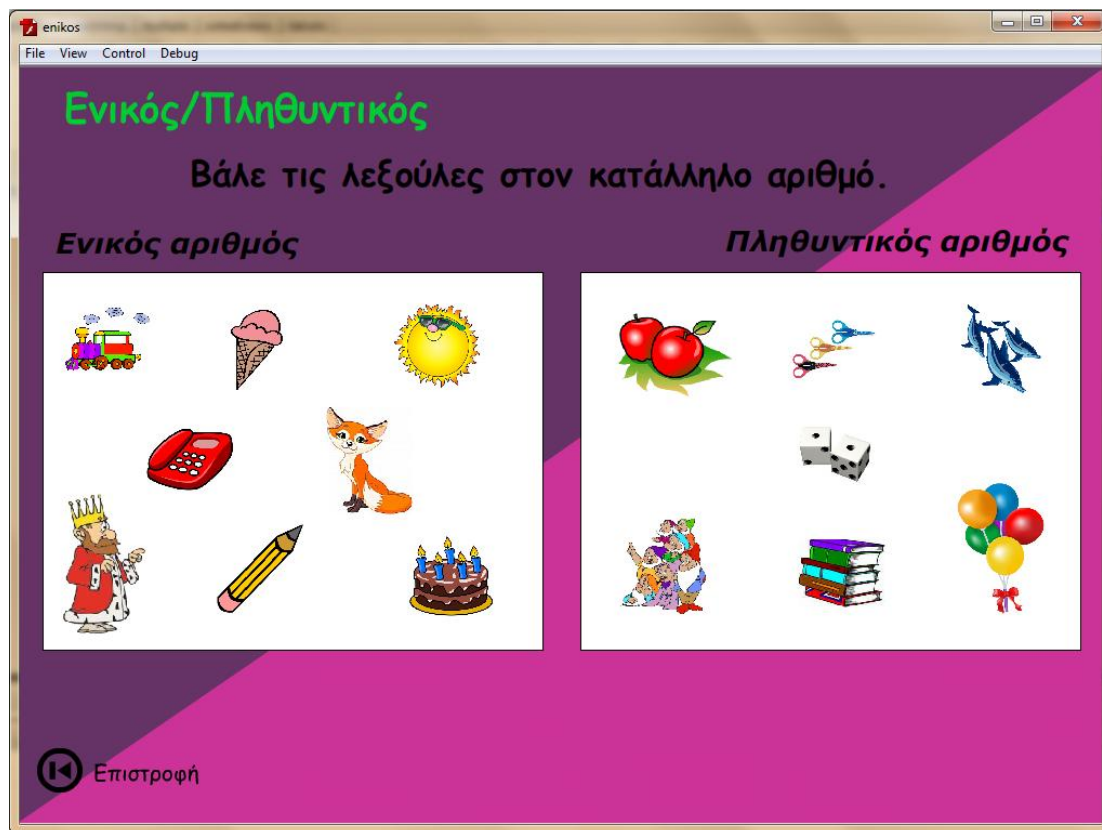 enikos
File View Control Debug
Ενικός/Πληθυντικός
Βάλε τις λεξούλες στον κατάλληλο αριθμό.
Ενικός αριθμός
Πληθυντικός αριθμός
Επιστροφή